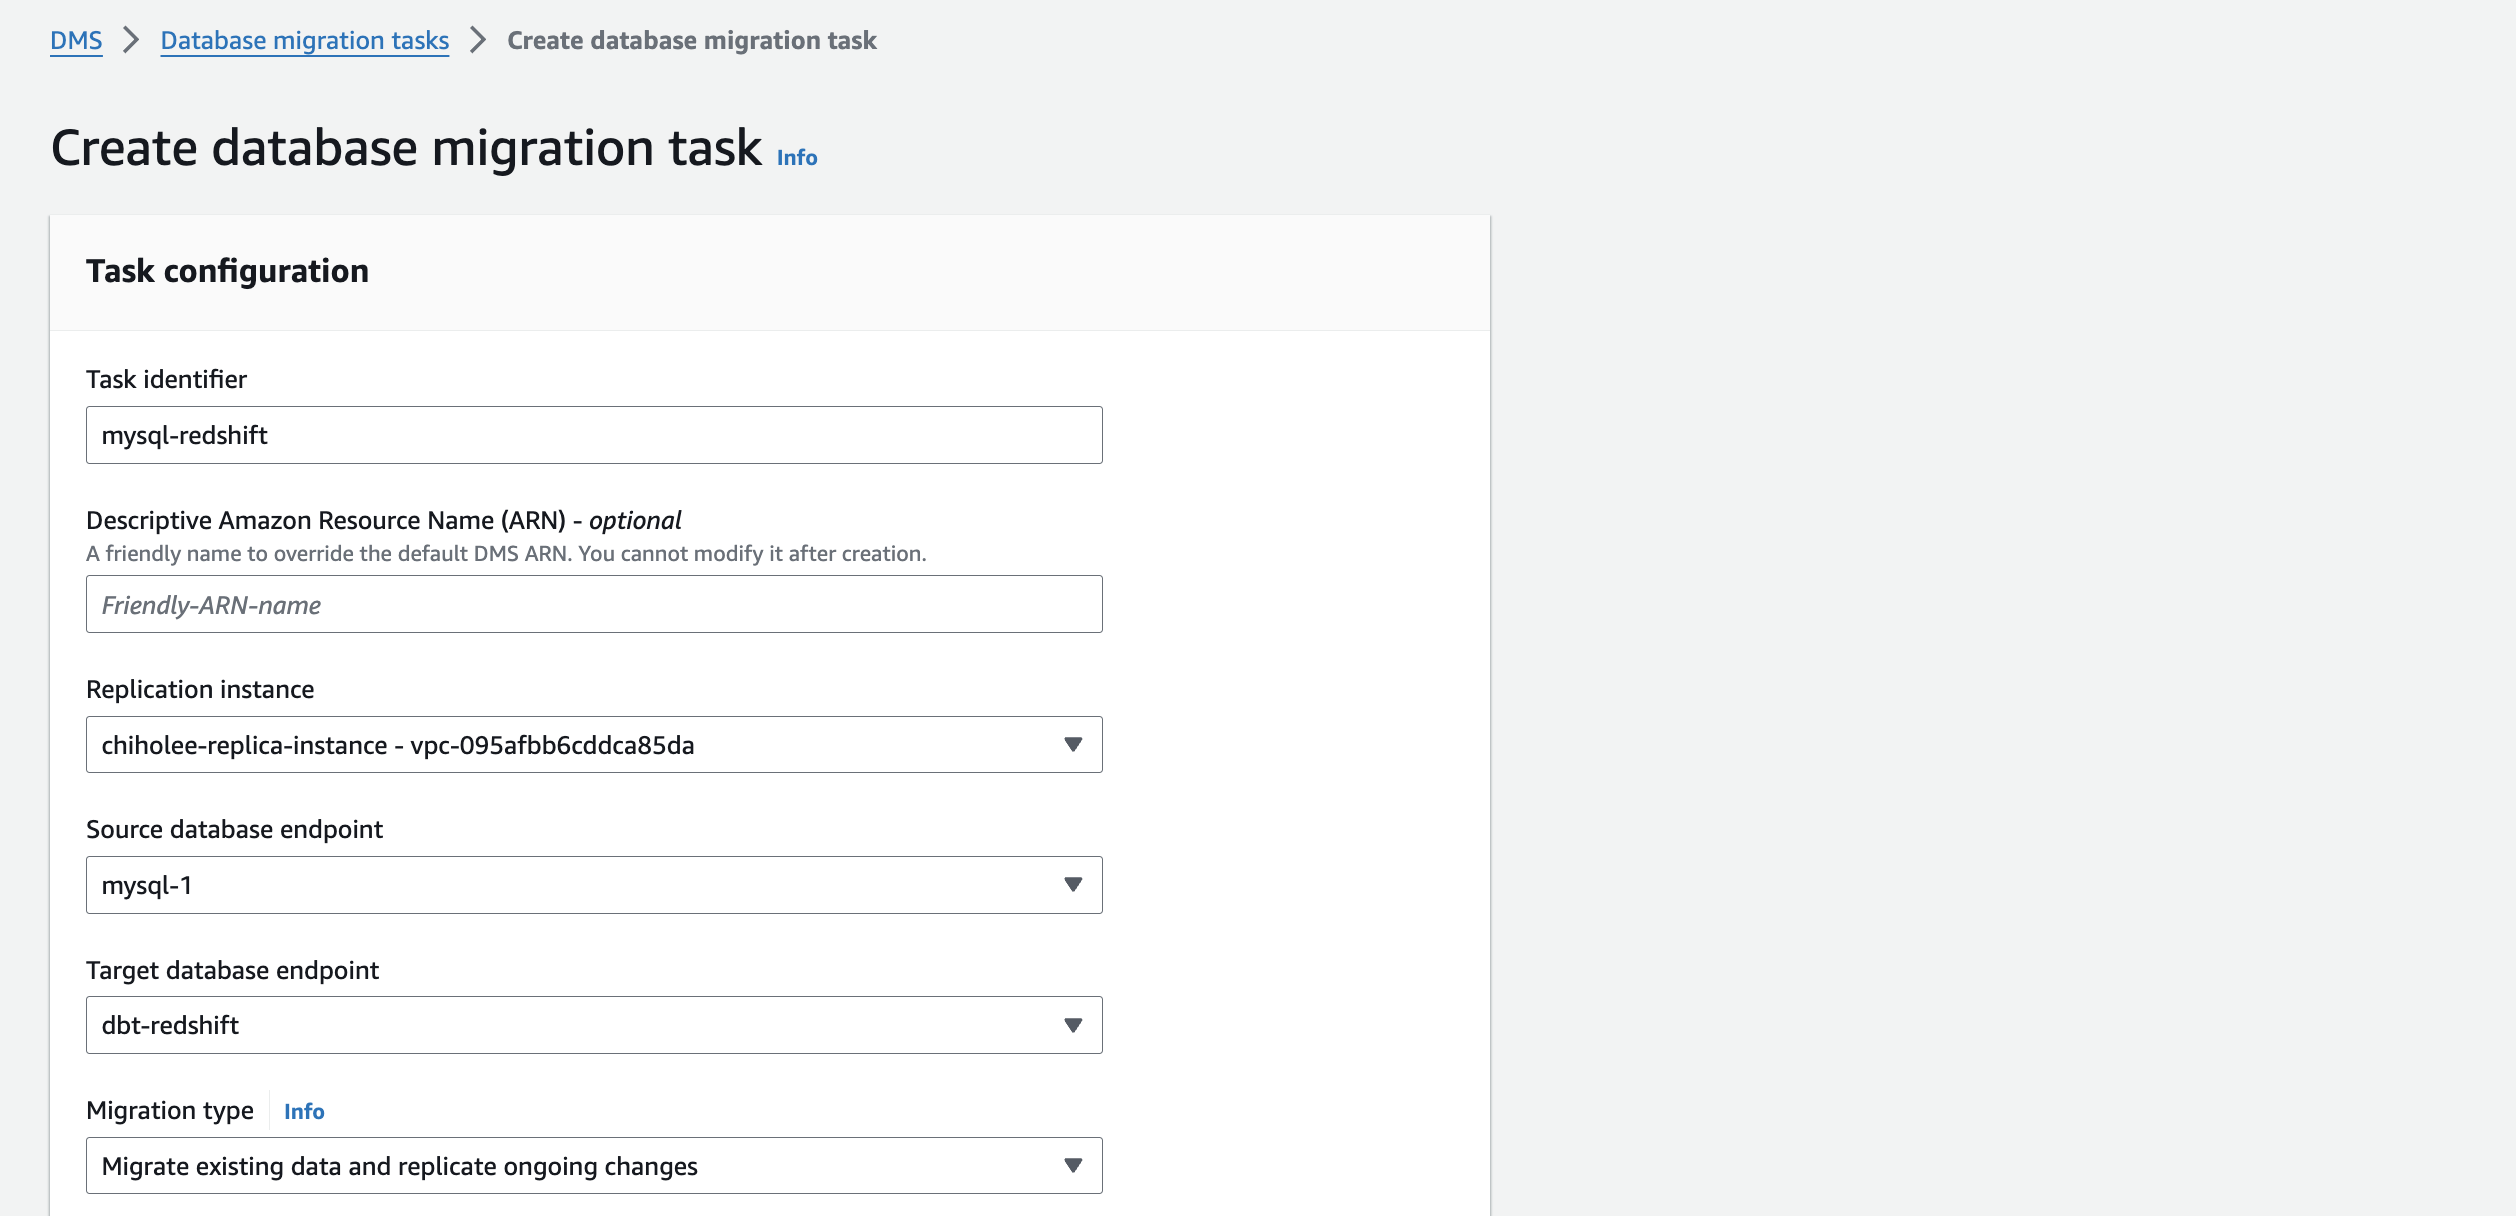 DMS > Database migration tasks > Create database migration task
Create database migration task Info
Task configuration
Task identifier
mysql-redshift
Descriptive Amazon Resource Name (ARN) - optional
A friendly name to override the default DMS ARN. You cannot modify it after creation.
Friendly-ARN-name
Replication instance
chiholee-replica-instance - vpc-095afbb6cddca85da
Source database endpoint
mysql-1
Target database endpoint
dbt-redshift
Migration type Info
Migrate existing data and replicate ongoing changes